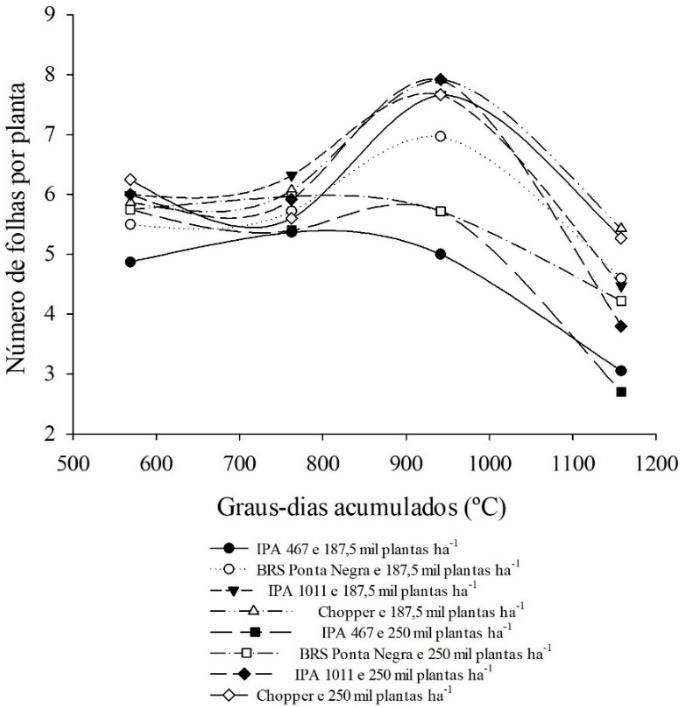 9
8
7
6
5
4
3
2
Número de folhas por planta
500 600 700 800 900 1000 1100 1200
Graus-dias acumulados (ºC)
IPA 467 e 187,5 mil plantas ha⁻¹
BRS Ponta Negra e 187,5 mil plantas ha⁻¹
IPA 1011 e 187,5 mil plantas ha⁻¹
Chopper e 187,5 mil plantas ha⁻¹
IPA 467 e 250 mil plantas ha⁻¹
BRS Ponta Negra e 250 mil plantas ha⁻¹
IPA 1011 e 250 mil plantas ha⁻¹
Chopper e 250 mil plantas ha⁻¹